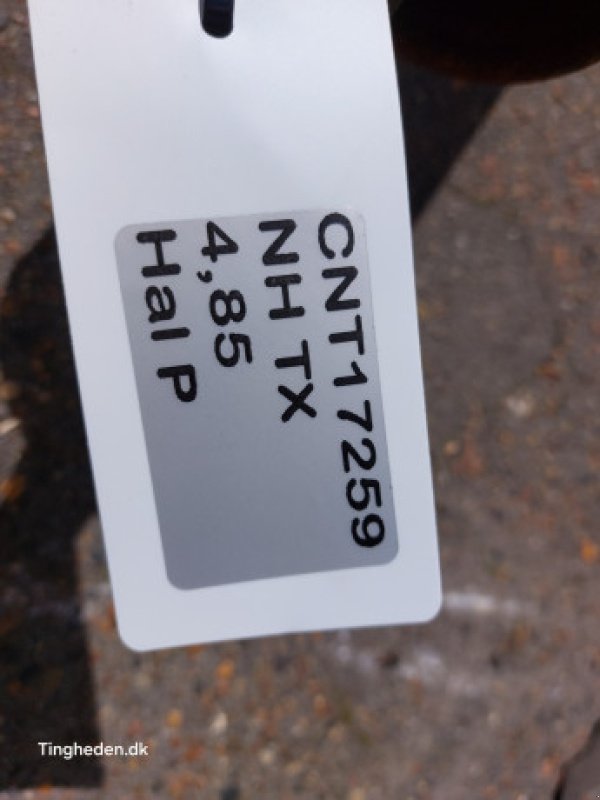 CNT17259
NH TX
4,85
Hal P
Tingheden.dk